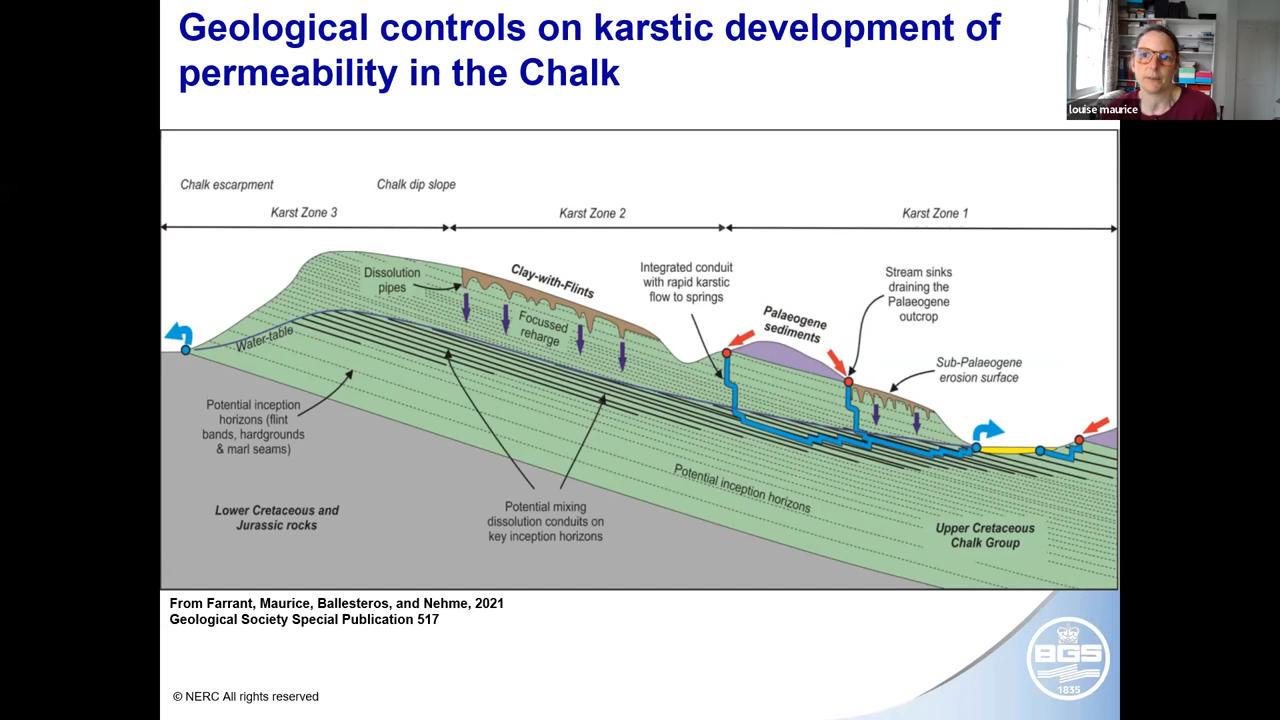 Geological controls on karstic development of
permeability in the Chalk
louise maurice
Chalk escarpment
Chalk dip slope
Karst Zone 3
Karst Zone 2
Karst Zone 1
Dissolution
pipes
Clay-with-Flints
Focussed
reharge
Integrated conduit
with rapid karstic
flow to springs
Palaeogene
sediments
Stream sinks
draining the
Palaeogene
outcrop
Sub-Palaeogene
erosion surface
Water-table
Potential inception
horizons (flint
bands, hardgrounds
& marl seams)
Potential mixing
dissolution conduits on
key inception horizons
Potential inception horizons
Lower Cretaceous and
Jurassic rocks
Upper Cretaceous
Chalk Group
From Farrant, Maurice, Ballesteros, and Nehme, 2021
Geological Society Special Publication 517
BGS
1835
© NERC All rights reserved